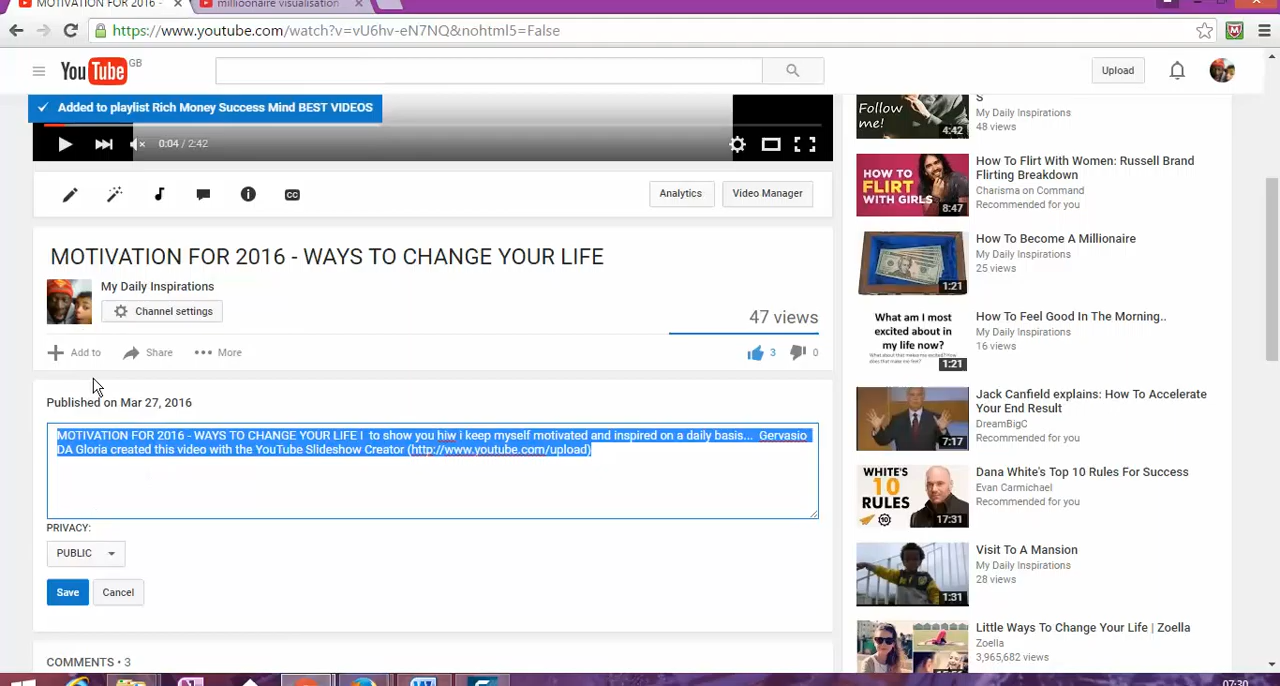 MOTIVATION FOR 2016 -
millionaire visualisation
https://www.youtube.com/watch?v=vU6hv-eN7NQ&nohtml5=False
YouTube GB
Upload
Added to playlist Rich Money Success Mind BEST VIDEOS
0:04 / 2:42
CC
Analytics
Video Manager
MOTIVATION FOR 2016 - WAYS TO CHANGE YOUR LIFE
My Daily Inspirations
Channel settings
47 views
Add to
Share
More
3
0
Published on Mar 27, 2016
MOTIVATION FOR 2016 - WAYS TO CHANGE YOUR LIFE I to show you hiw i keep myself motivated and inspired on a daily basis... Gervasio
DA Gloria created this video with the YouTube Slideshow Creator (http://www.youtube.com/upload)
PRIVACY:
PUBLIC
Save
Cancel
COMMENTS • 3
Follow
me!
4:42
S
My Daily Inspirations
48 views
HOW TO
FLIRT
WITH GIRLS
8:47
How To Flirt With Women: Russell Brand
Flirting Breakdown
Charisma on Command
Recommended for you
1:21
How To Become A Millionaire
My Daily Inspirations
25 views
What am I most
excited about in
my life now?
What about that makes me excited?
1:21
How To Feel Good In The Morning..
My Daily Inspirations
16 views
7:17
Jack Canfield explains: How To Accelerate
Your End Result
DreamBigC
Recommended for you
WHITE'S
10
RULES
17:31
Dana White's Top 10 Rules For Success
Evan Carmichael
Recommended for you
1:31
Visit To A Mansion
My Daily Inspirations
28 views
Little Ways To Change Your Life | Zoella
Zoella
3,965,682 views
07:30